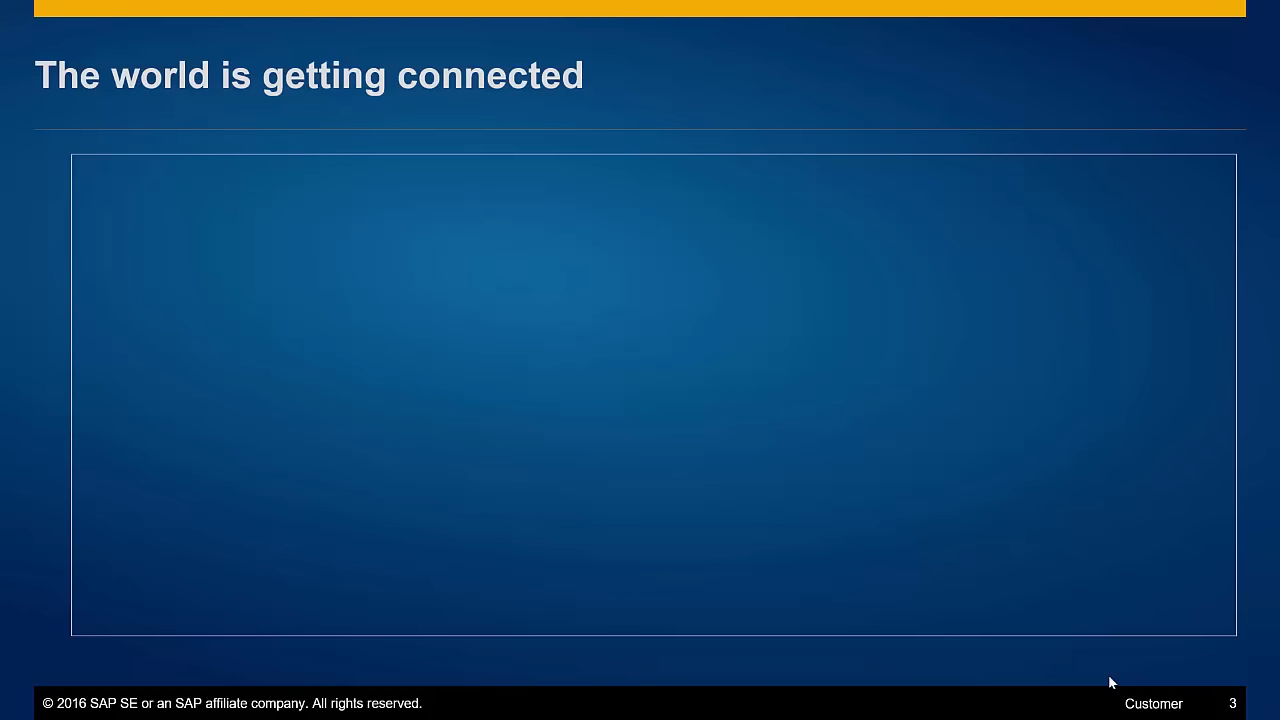 The world is getting connected
© 2016 SAP SE or an SAP affiliate company. All rights reserved.
Customer
3